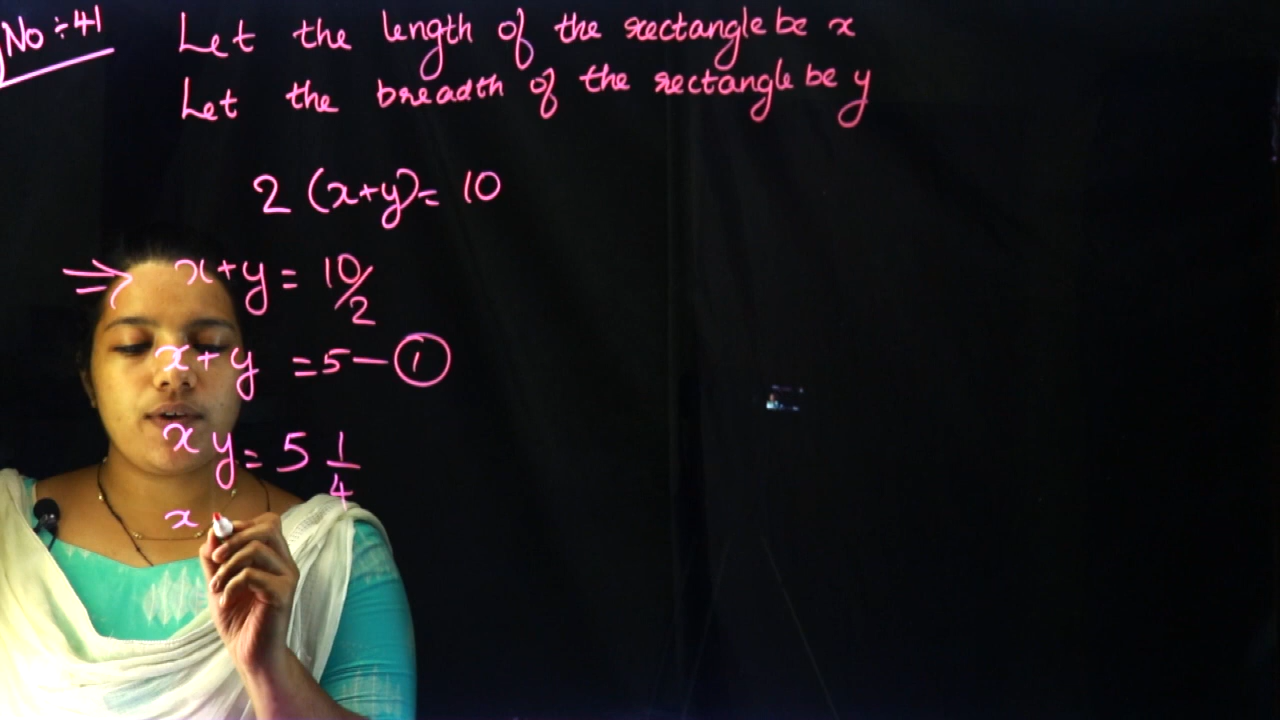 No ÷ 41
Let the length of the rectangle be x
Let the breadth of the rectangle be y
2 (x+y) = 10
⇒ x+y = 10/2
x+y = 5 — ①
xy = 5 1/4
x